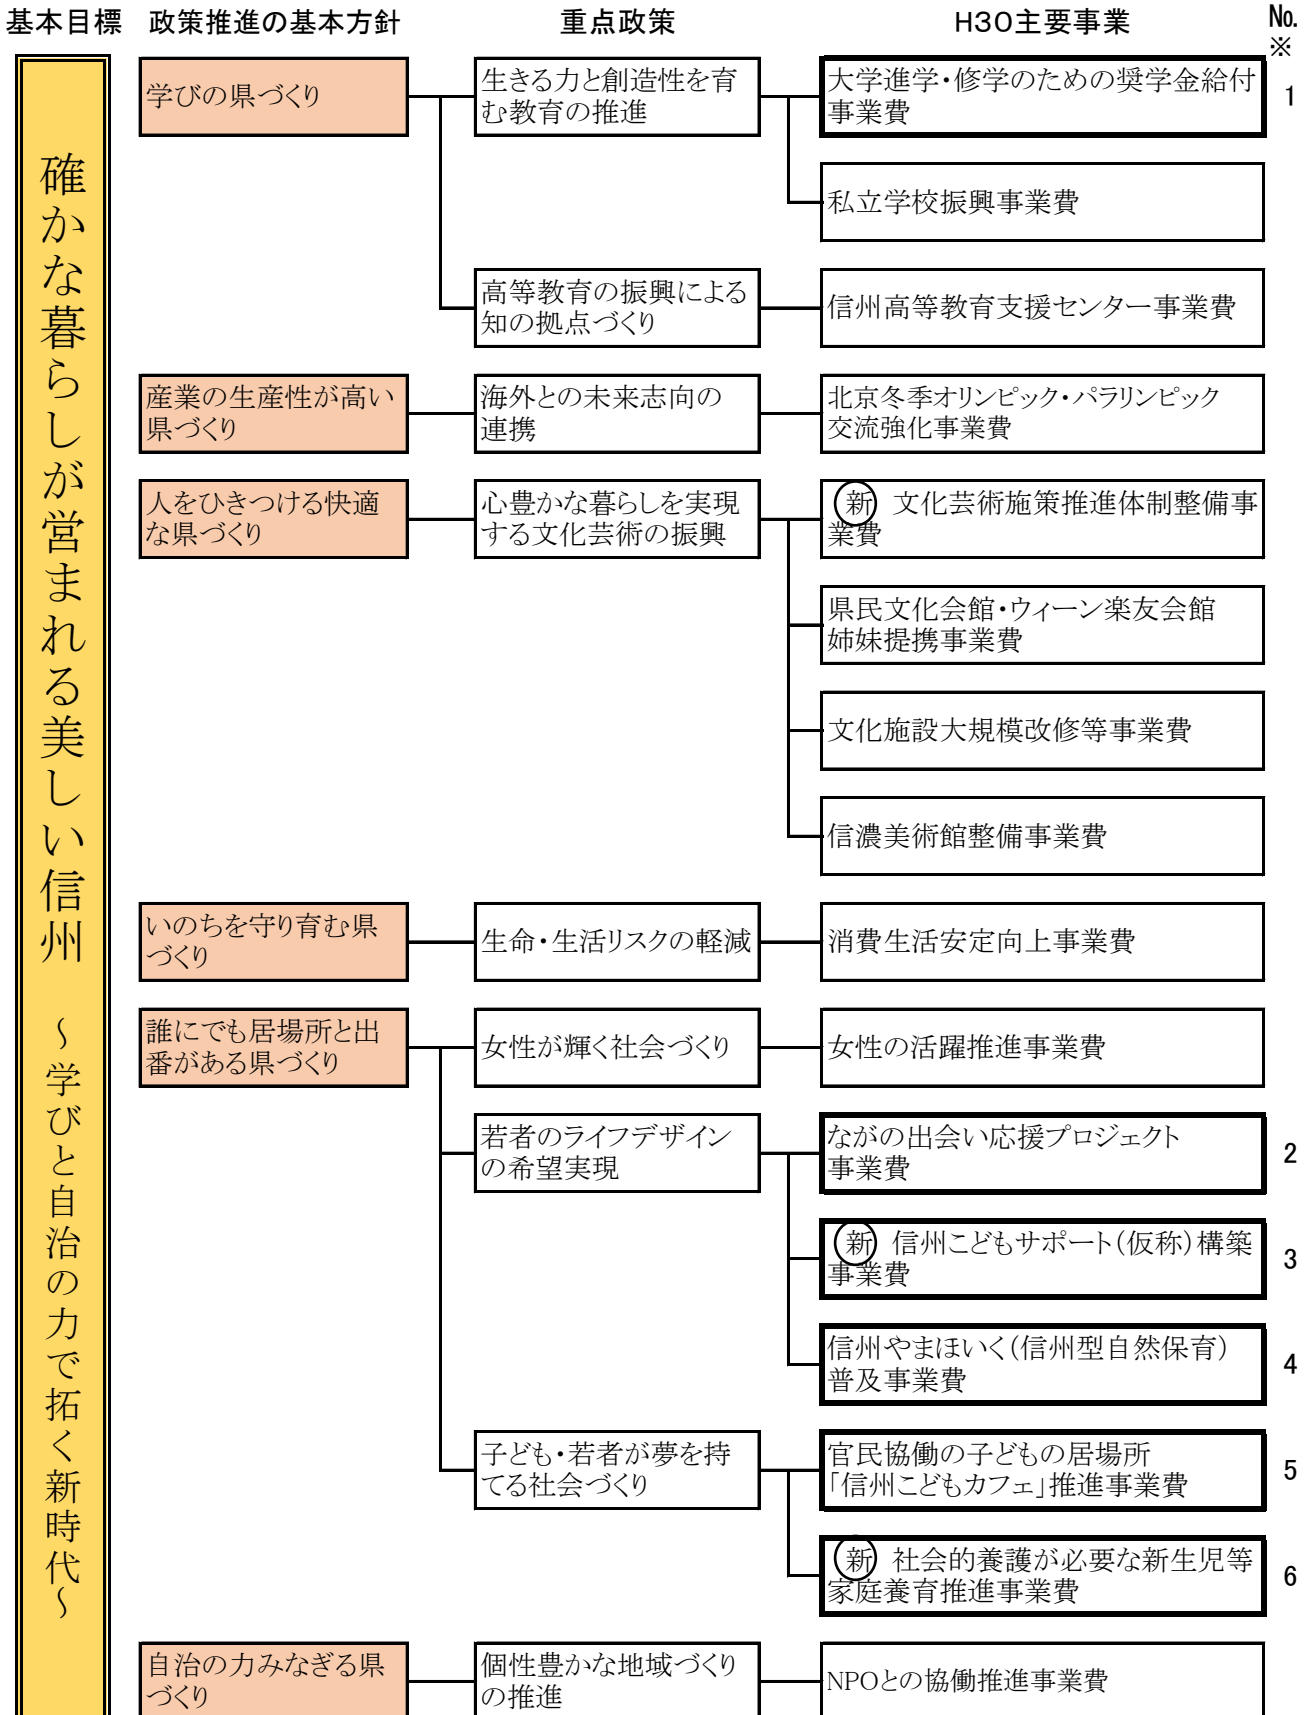 基本目標 政策推進の基本方針 重点政策 H30主要事業 No.
※
確かな暮らしが営まれる美しい信州 ～学びと自治の力で拓く新時代～
学びの県づくり
生きる力と創造性を育
む教育の推進
大学進学・修学のための奨学金給付
事業費
1
私立学校振興事業費
高等教育の振興による
知の拠点づくり
信州高等教育支援センター事業費
産業の生産性が高い
県づくり
海外との未来志向の
連携
北京冬季オリンピック・パラリンピック
交流強化事業費
人をひきつける快適
な県づくり
心豊かな暮らしを実現
する文化芸術の振興
新 文化芸術施策推進体制整備事
業費
県民文化会館・ウィーン楽友会館
姉妹提携事業費
文化施設大規模改修等事業費
信濃美術館整備事業費
いのちを守り育む県
づくり
生命・生活リスクの軽減
消費生活安定向上事業費
誰にでも居場所と出
番がある県づくり
女性が輝く社会づくり
女性の活躍推進事業費
若者のライフデザイン
の希望実現
ながの出会い応援プロジェクト
事業費
2
新 信州こどもサポート（仮称）構築
事業費
3
信州やまほいく（信州型自然保育）
普及事業費
4
子ども・若者が夢を持
てる社会づくり
官民協働の子どもの居場所
「信州こどもカフェ」推進事業費
5
新 社会的養護が必要な新生児等
家庭養育推進事業費
6
自治の力みなぎる県
づくり
個性豊かな地域づくり
の推進
NPOとの協働推進事業費